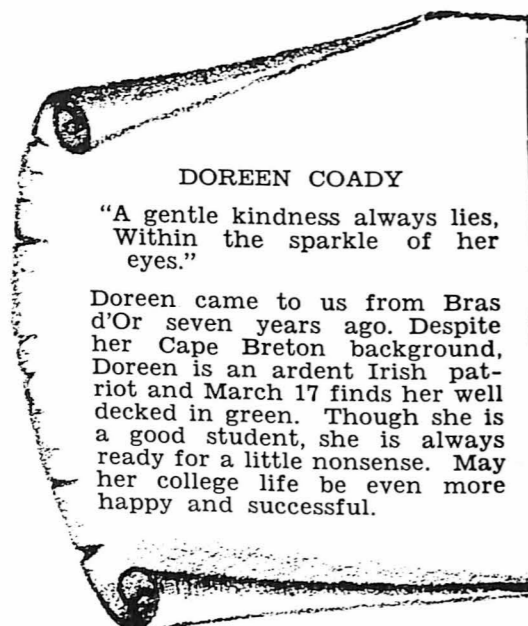 DOREEN COADY
"A gentle kindness always lies,
Within the sparkle of her
eyes."
Doreen came to us from Bras
d'Or seven years ago. Despite
her Cape Breton background,
Doreen is an ardent Irish pat-
riot and March 17 finds her well
decked in green. Though she is
a good student, she is always
ready for a little nonsense. May
her college life be even more
happy and successful.